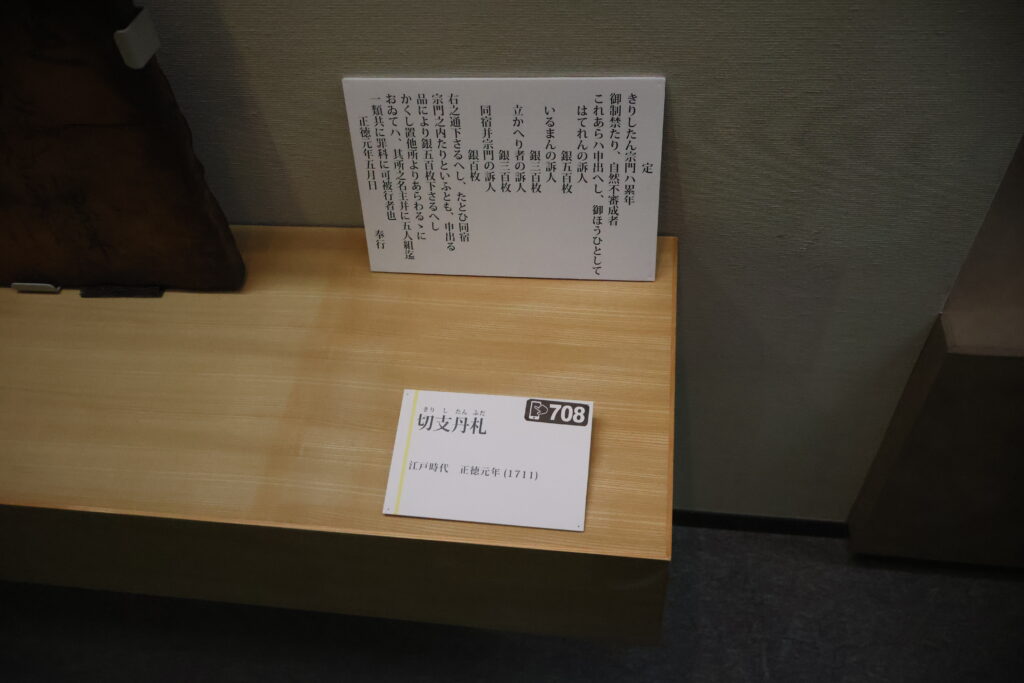 定
きりしたん宗門ハ累年
御制禁たり、自然不審成者
これあらハ申出へし、御ほうひとして
はてれんの訴人
銀五百枚
いるまんの訴人
銀三百枚
立かへり者の訴人
銀三百枚
同宿并宗門の訴人
銀百枚
右之通下さるへし、たとひ同宿
宗門之内たりといふとも、申出る
品により銀五百枚下さるへし
かくし置他所よりあらわるゝに
おゐてハ、其所之名主并に五人組迄
一類共に罪科に可被行者也
正徳元年五月日　奉行
きりしたんふだ
切支丹札
708
江戸時代　正徳元年(1711)